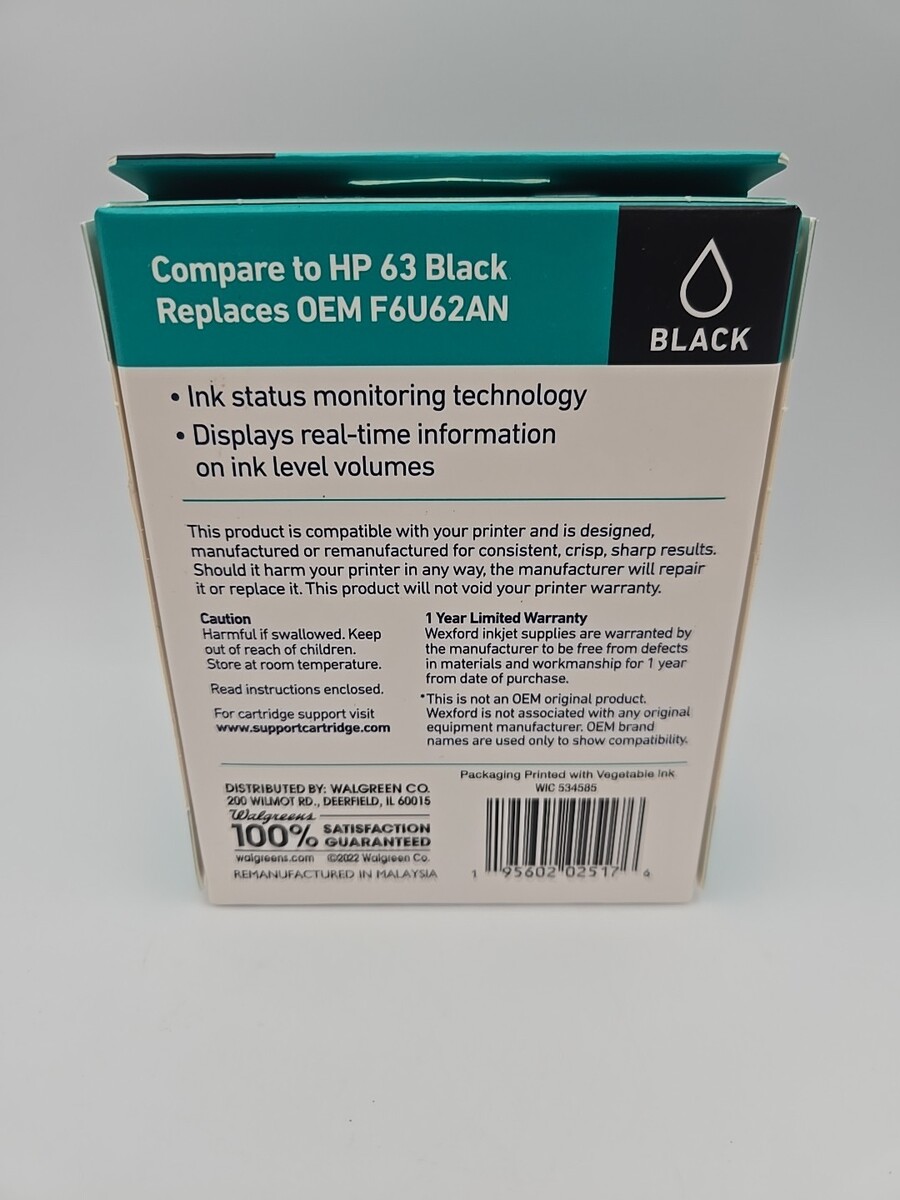 Compare to HP 63 Black
Replaces OEM F6U62AN
BLACK
• Ink status monitoring technology
• Displays real-time information
on ink level volumes
This product is compatible with your printer and is designed,
manufactured or remanufactured for consistent, crisp, sharp results.
Should it harm your printer in any way, the manufacturer will repair
it or replace it. This product will not void your printer warranty.
Caution
Harmful if swallowed. Keep
out of reach of children.
Store at room temperature.
Read instructions enclosed.
For cartridge support visit
www.supportcartridge.com
1 Year Limited Warranty
Wexford inkjet supplies are warranted by
the manufacturer to be free from defects
in materials and workmanship for 1 year
from date of purchase.
*This is not an OEM original product.
Wexford is not associated with any original
equipment manufacturer. OEM brand
names are used only to show compatibility.
DISTRIBUTED BY: WALGREEN CO.
200 WILMOT RD., DEERFIELD, IL 60015
Walgreens
100% SATISFACTION
GUARANTEED
walgreens.com ©2022 Walgreen Co.
REMANUFACTURED IN MALAYSIA
Packaging Printed with Vegetable Ink
WIC 534585
1 95602 02517 6